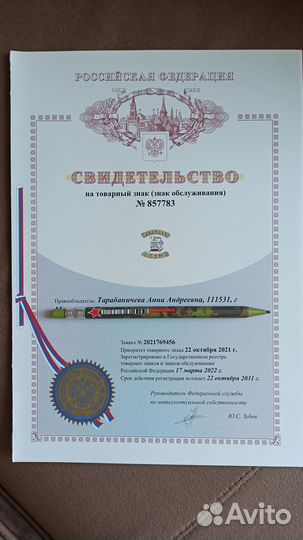 РОССИЙСКАЯ ФЕДЕРАЦИЯ
СВИДЕТЕЛЬСТВО
на товарный знак (знак обслуживания)
№ 857783
Правообладатель: Тарабаничева Анна Андреевна, 111531, г
Заявка № 2021769456
Приоритет товарного знака 22 октября 2021 г.
Зарегистрировано в Государственном реестре
товарных знаков и знаков обслуживания
Российской Федерации 17 марта 2022 г.
Срок действия регистрации истекает 22 октября 2031 г.
Руководитель Федеральной службы
по интеллектуальной собственности
Ю.С. Зубов
Avito